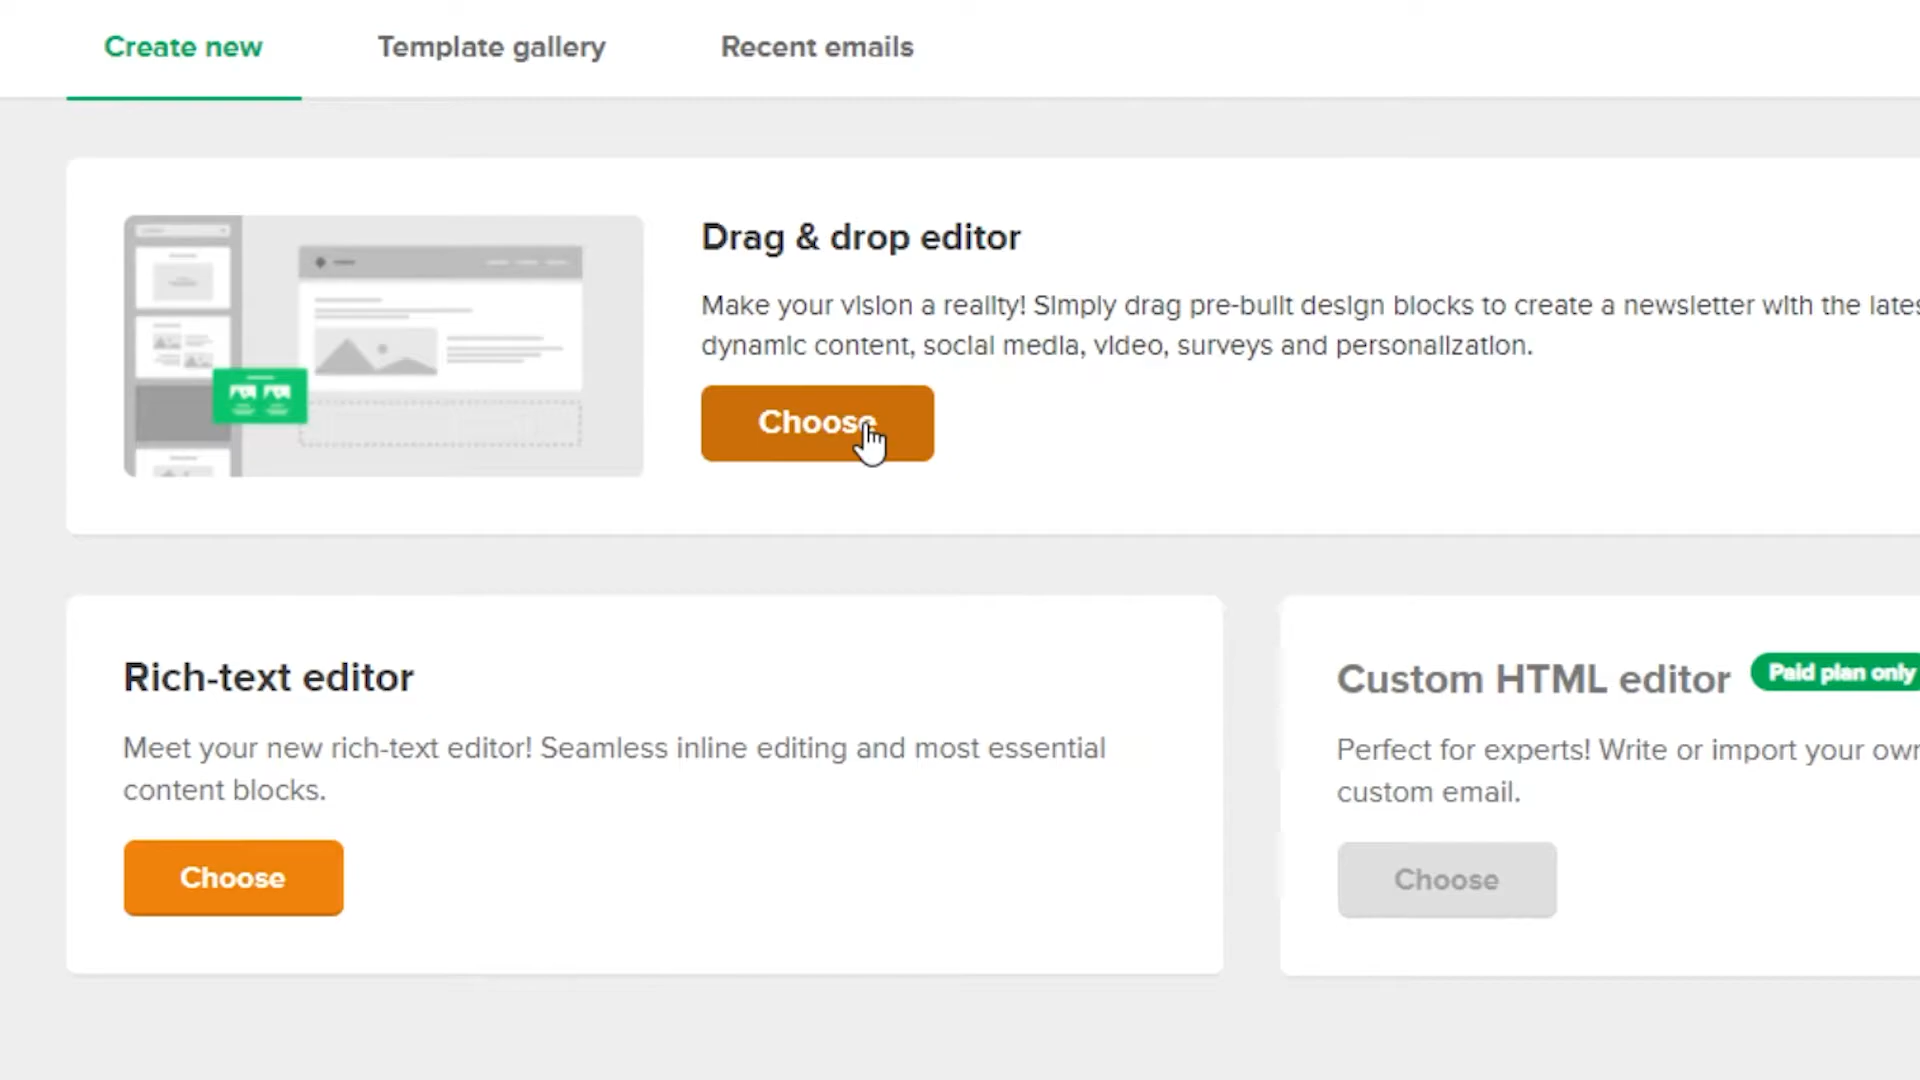 Create new
Template gallery
Recent emails
Drag & drop editor
Make your vision a reality! Simply drag pre-built design blocks to create a newsletter with the
dynamic content, social media, video, surveys and personalization.
Choose
Rich-text editor
Meet your new rich-text editor! Seamless inline editing and most essential
content blocks.
Choose
Custom HTML editor
Paid plan only
Perfect for experts! Write or import your own
custom email.
Choose